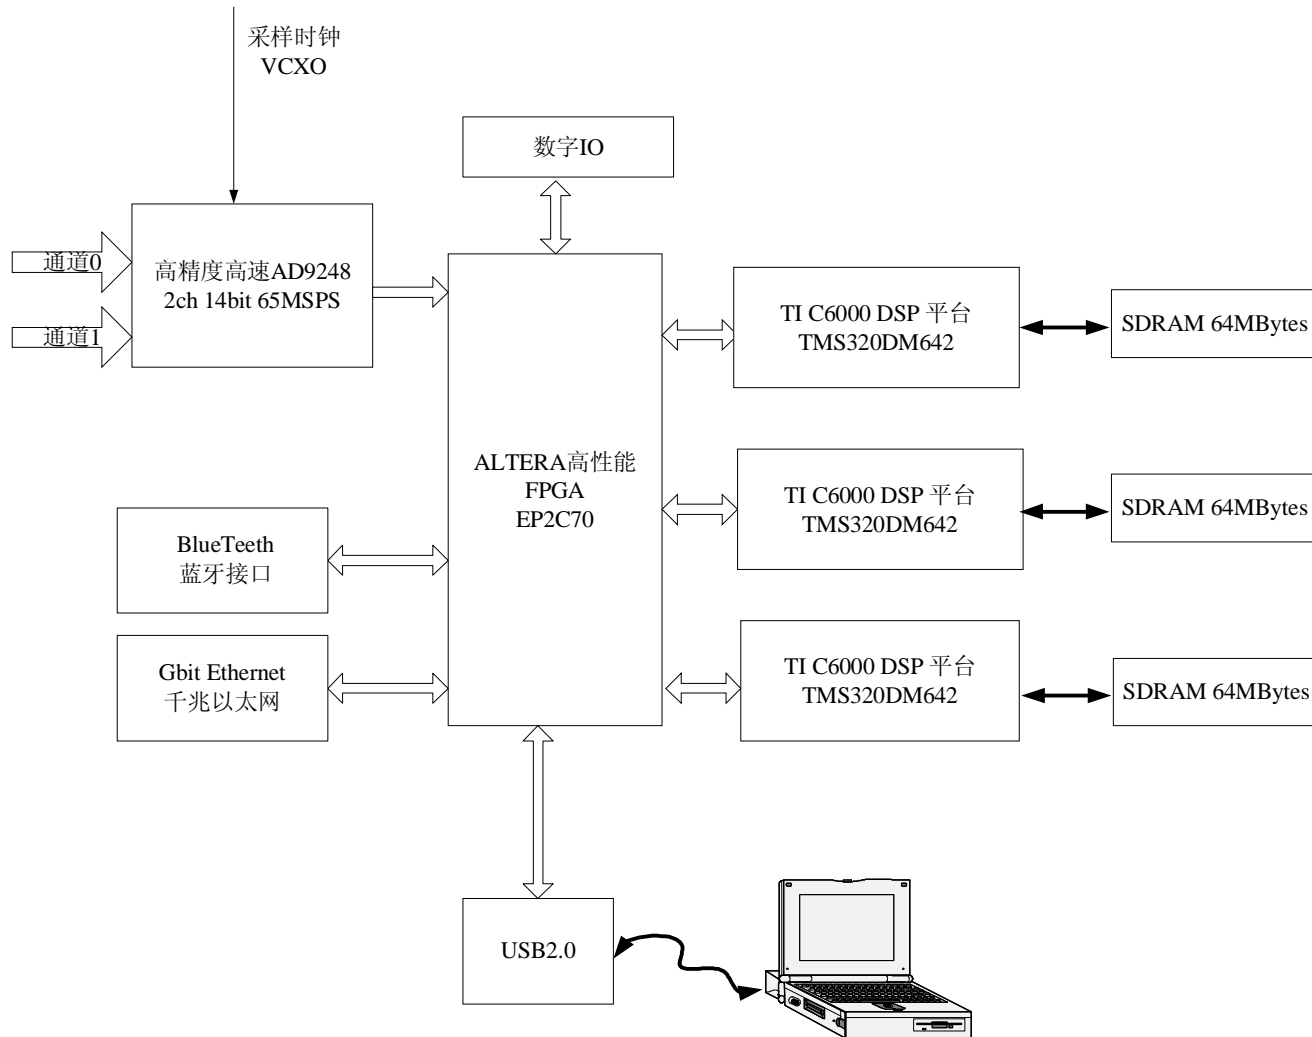 采样时钟
VCXO
数字IO
通道0
通道1
高精度高速AD9248
2ch 14bit 65MSPS
ALTERA高性能
FPGA
EP2C70
TI C6000 DSP 平台
TMS320DM642
SDRAM 64MBytes
TI C6000 DSP 平台
TMS320DM642
SDRAM 64MBytes
BlueTeeth
蓝牙接口
Gbit Ethernet
千兆以太网
TI C6000 DSP 平台
TMS320DM642
SDRAM 64MBytes
USB2.0